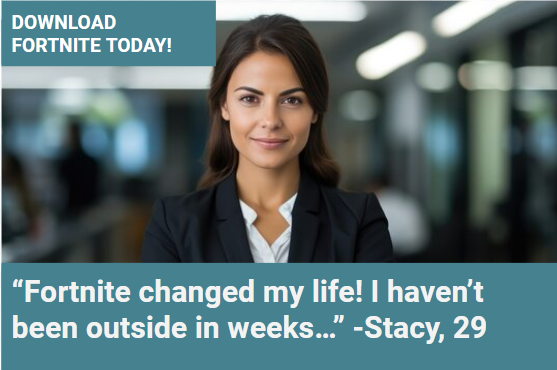 DOWNLOAD
FORTNITE TODAY!
“Fortnite changed my life! I haven’t
been outside in weeks...” -Stacy, 29